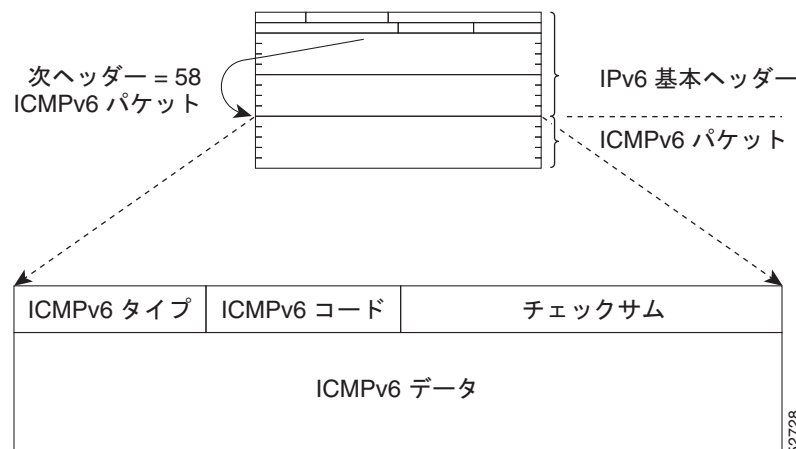 次ヘッダー = 58
ICMPv6 パケット
IPv6 基本ヘッダー
ICMPv6 パケット
ICMPv6 タイプ
ICMPv6 コード
チェックサム
ICMPv6 データ
52728